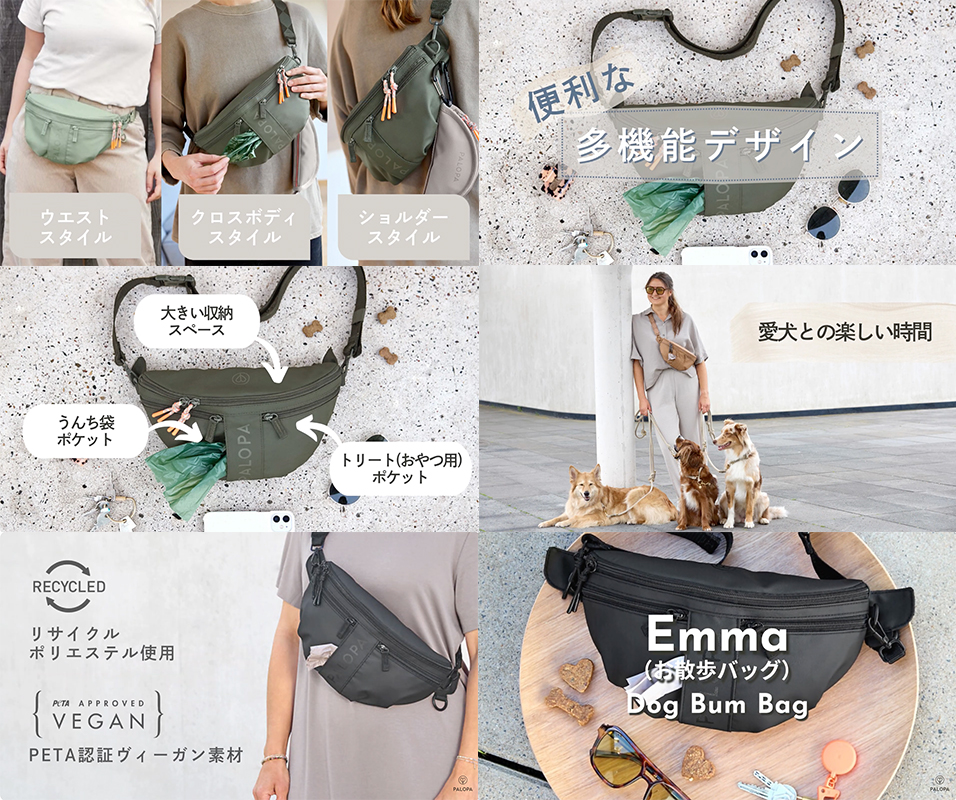 ウエスト
スタイル
クロスボディ
スタイル
ショルダー
スタイル
便利な
多機能デザイン
PALOPA
大きい収納
スペース
うんち袋
ポケット
トリート(おやつ用)
ポケット
愛犬との楽しい時間
RECYCLED
リサイクル
ポリエステル使用
PETA APPROVED
VEGAN
PETA認証ヴィーガン素材
PALOPA
Emma
（お散歩バッグ）
Dog Bum Bag
PALOPA